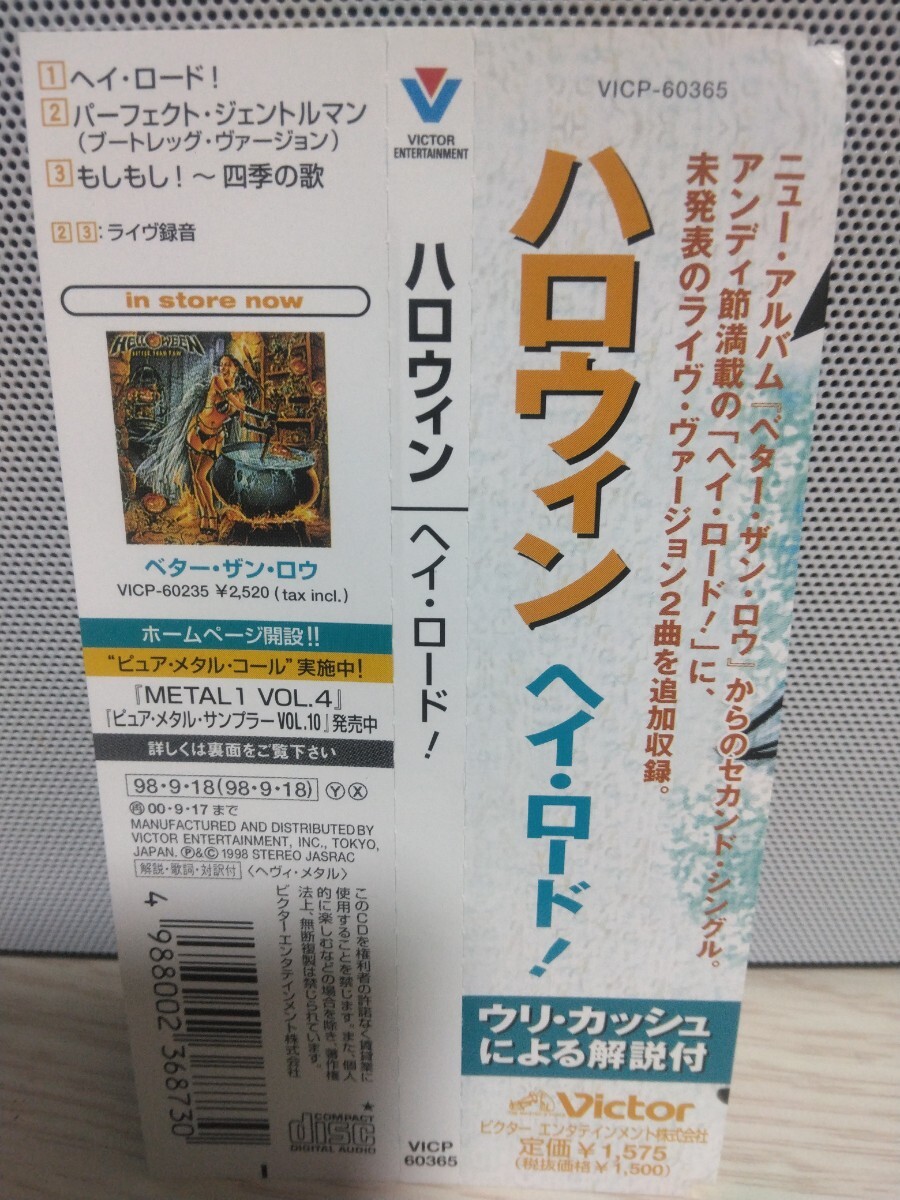 1 ヘイ・ロード!
2 パーフェクト・ジェントルマン
(ブートレッグ・ヴァージョン)
3 もしもし!〜四季の歌
2 3:ライヴ録音
in store now
HELLOWEEN
BETTER THAN RAW
ベター・ザン・ロウ
VICP-60235 ¥2,520 (tax incl.)
ホームページ開設!!
“ピュア・メタル・コール”実施中!
『METAL1 VOL.4』
『ピュア・メタル・サンプラー VOL.10』発売中
詳しくは裏面をご覧下さい
98・9・18(98・9・18) Ⓨ Ⓧ
㋲00・9・17まで
MANUFACTURED AND DISTRIBUTED BY
VICTOR ENTERTAINMENT, INC., TOKYO,
JAPAN. Ⓟ&© 1998 STEREO JASRAC
解説・歌詞・対訳付 〈ヘヴィ・メタル〉
4 988002 368730
このCDを権利者の許諾なく賃貸業に
使用することを禁じます。また、個人
的に楽しむなどの場合を除き、著作権
法上、無断複製は禁じられています。
ビクターエンタテインメント株式会社
COMPACT
disc
DIGITAL AUDIO
VICTOR
ENTERTAINMENT
ハロウィン
ヘイ・ロード!
VICP
60365
VICP-60365
ニュー・アルバム『ベター・ザン・ロウ』からのセカンド・シングル。
アンディ節満載の「ヘイ・ロード!」に、
未発表のライヴ・ヴァージョン2曲を追加収録。
ハロウィン
ヘイ・ロード!
ウリ・カッシュ
による解説付
Victor
ビクター エンタテインメント株式会社
定価¥1,575
(税抜価格¥1,500)